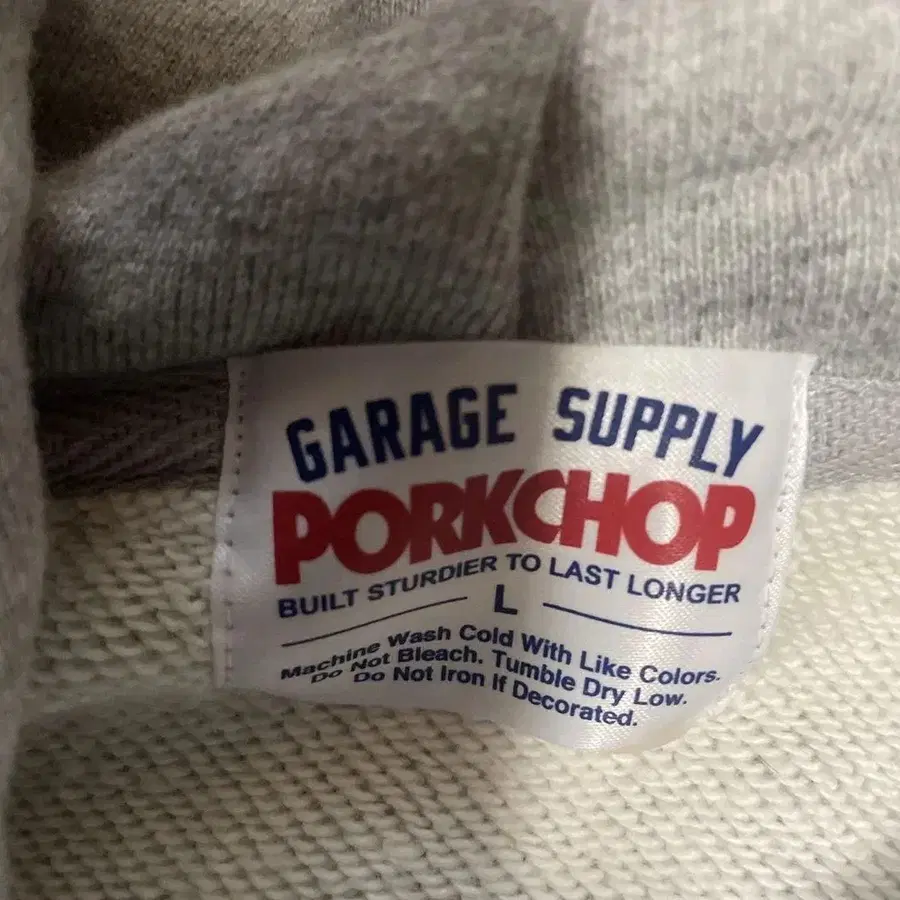 GARAGE SUPPLY
PORKCHOP
BUILT STURDIER TO LAST LONGER
L
Machine Wash Cold With Like Colors.
Do Not Bleach. Tumble Dry Low.
Do Not Iron If Decorated.